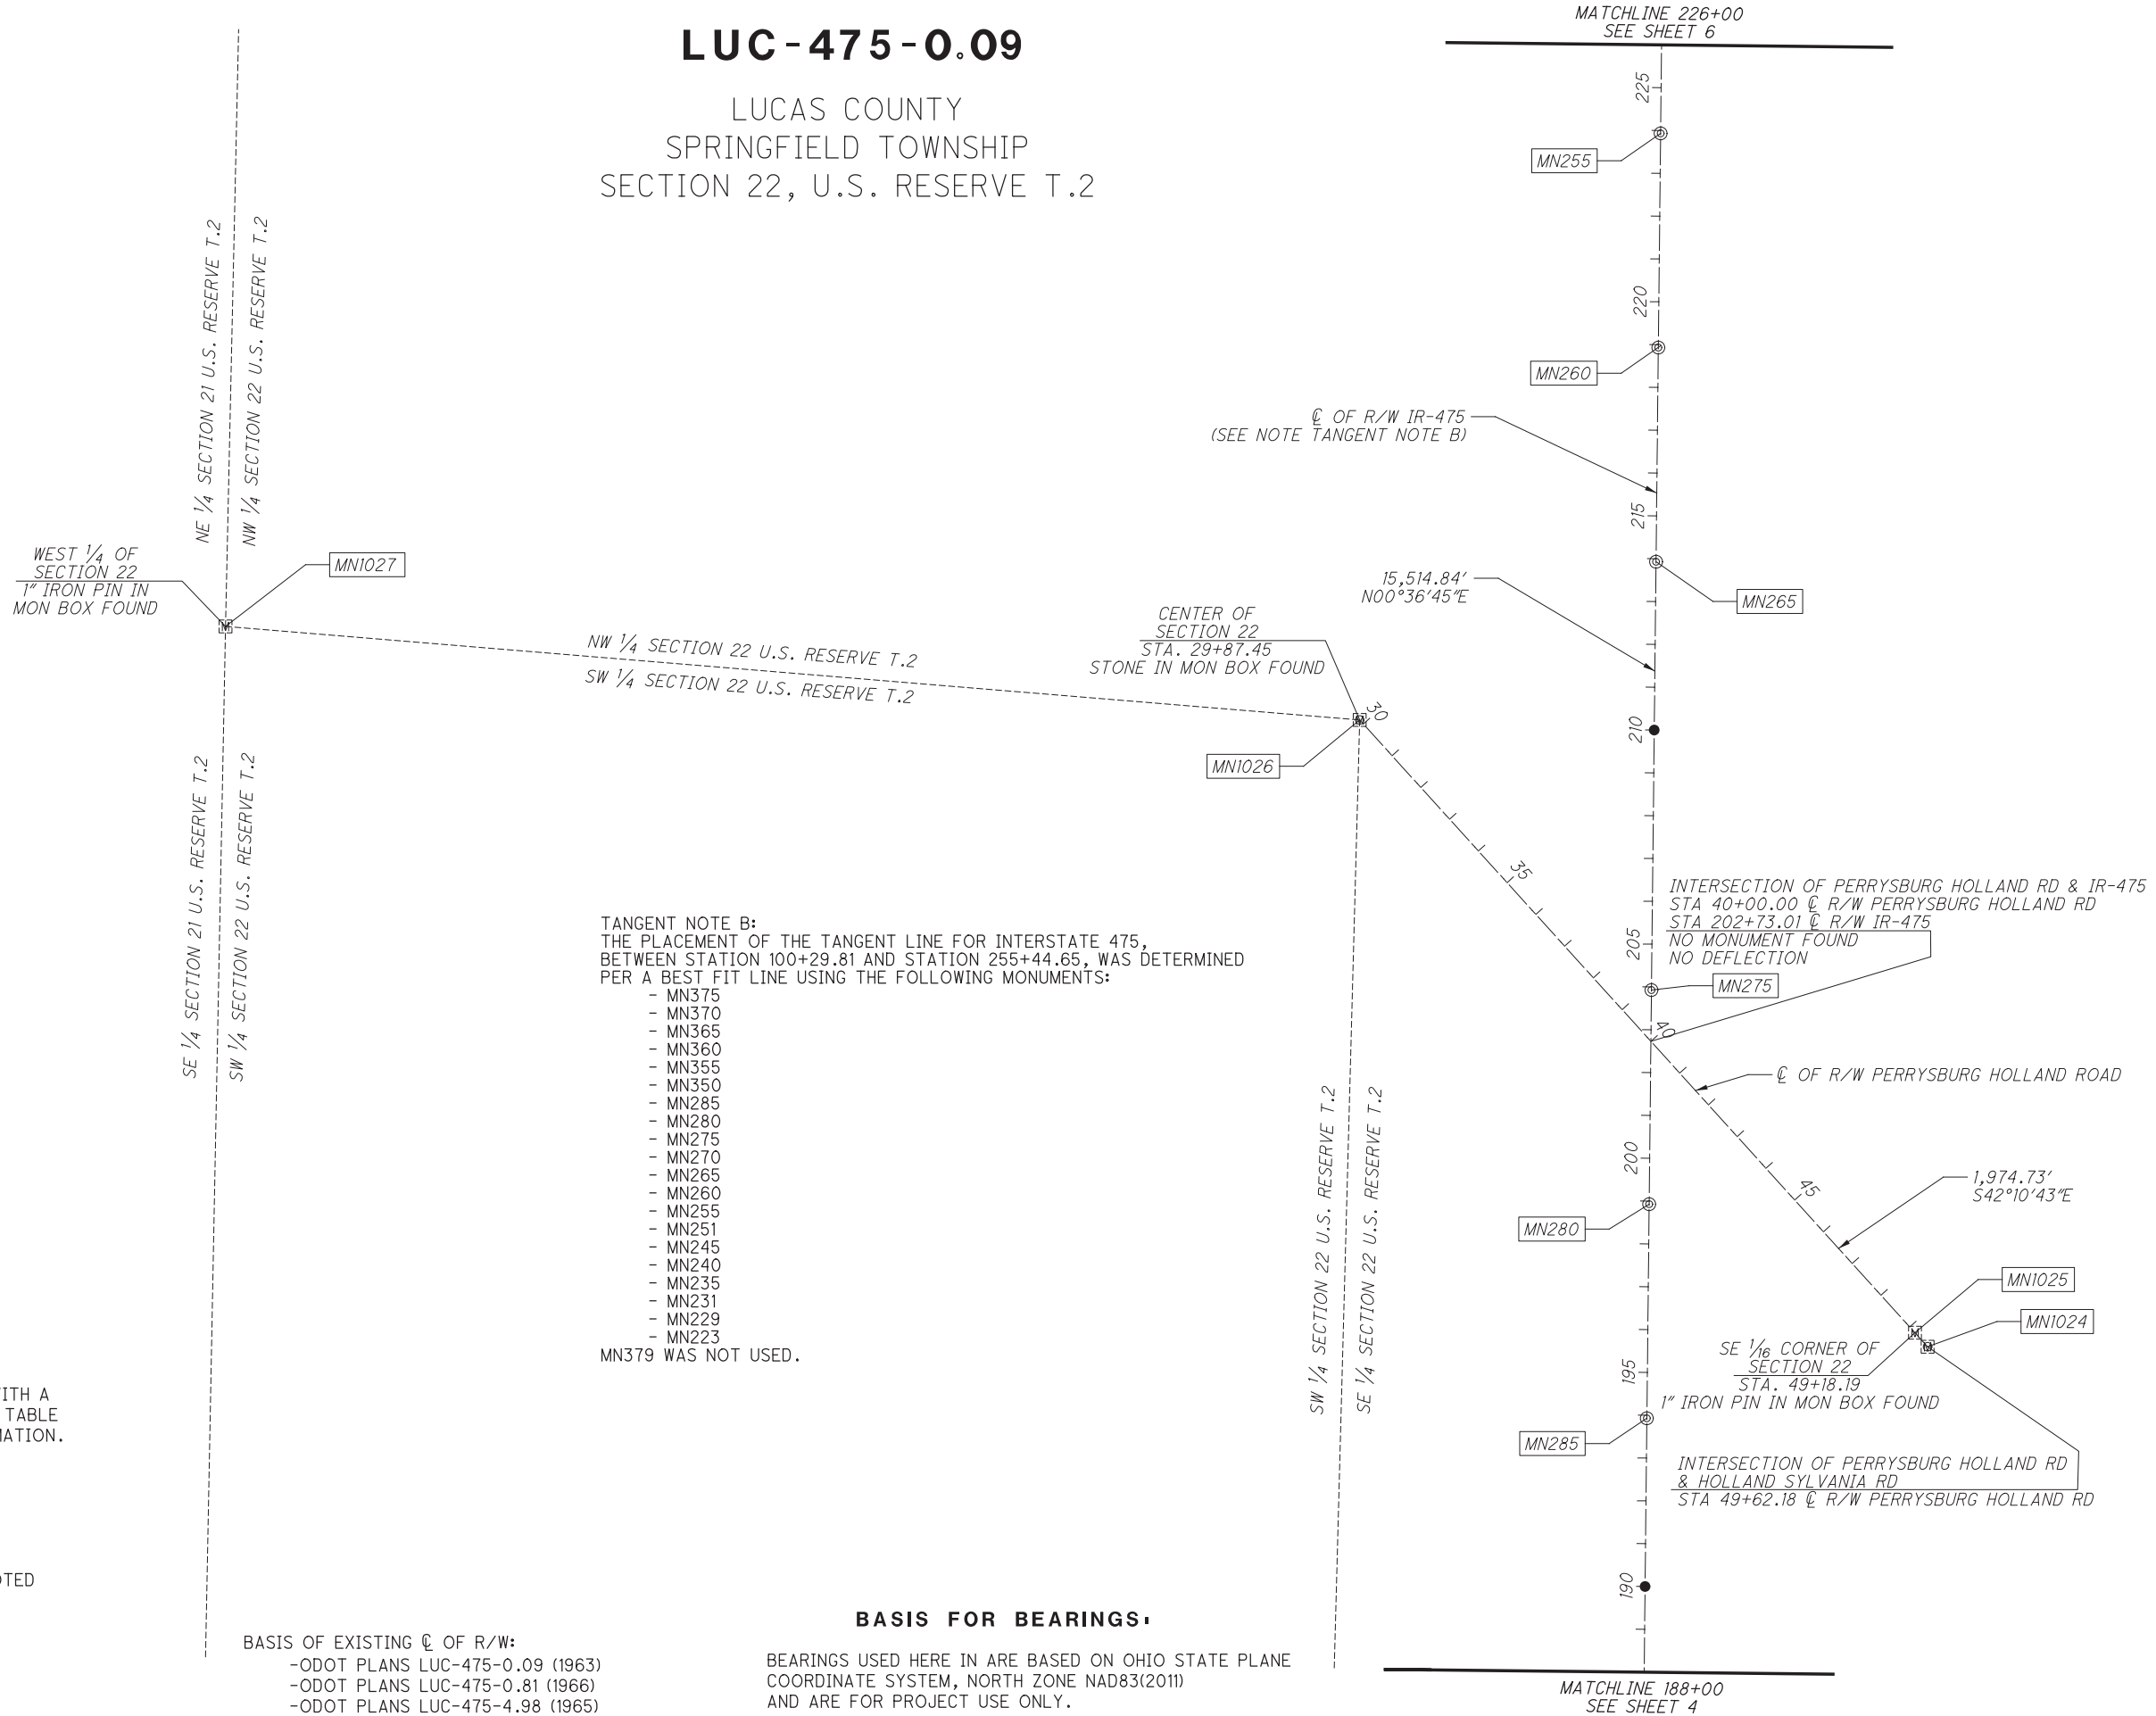 MATCHLINE 226+00
SEE SHEET 6
LUC-475-0.09
LUCAS COUNTY
SPRINGFIELD TOWNSHIP
SECTION 22, U.S. RESERVE T.2
225
MN255
220
MN260
℄ OF R/W IR-475
(SEE NOTE TANGENT NOTE B)
215
NE 1/4 SECTION 21 U.S. RESERVE T.2
NW 1/4 SECTION 22 U.S. RESERVE T.2
WEST 1/4 OF
SECTION 22
1" IRON PIN IN
MON BOX FOUND
MN1027
15,514.84'
N00°36'45"E
MN265
CENTER OF
SECTION 22
STA. 29+87.45
STONE IN MON BOX FOUND
NW 1/4 SECTION 22 U.S. RESERVE T.2
SW 1/4 SECTION 22 U.S. RESERVE T.2
30
210
MN1026
SE 1/4 SECTION 21 U.S. RESERVE T.2
SW 1/4 SECTION 22 U.S. RESERVE T.2
35
INTERSECTION OF PERRYSBURG HOLLAND RD & IR-475
STA 40+00.00 ℄ R/W PERRYSBURG HOLLAND RD
STA 202+73.01 ℄ R/W IR-475
NO MONUMENT FOUND
NO DEFLECTION
205
MN275
40
℄ OF R/W PERRYSBURG HOLLAND ROAD
TANGENT NOTE B:
THE PLACEMENT OF THE TANGENT LINE FOR INTERSTATE 475,
BETWEEN STATION 100+29.81 AND STATION 255+44.65, WAS DETERMINED
PER A BEST FIT LINE USING THE FOLLOWING MONUMENTS:
- MN375
- MN370
- MN365
- MN360
- MN355
- MN350
- MN285
- MN280
- MN275
- MN270
- MN265
- MN260
- MN255
- MN251
- MN245
- MN240
- MN235
- MN231
- MN229
- MN223
MN379 WAS NOT USED.
SW 1/4 SECTION 22 U.S. RESERVE T.2
SE 1/4 SECTION 22 U.S. RESERVE T.2
200
45
1,974.73'
S42°10'43"E
MN280
MN1025
MN1024
SE 1/16 CORNER OF
SECTION 22
STA. 49+18.19
1" IRON PIN IN MON BOX FOUND
195
MN285
INTERSECTION OF PERRYSBURG HOLLAND RD
& HOLLAND SYLVANIA RD
STA 49+62.18 ℄ R/W PERRYSBURG HOLLAND RD
190
ITH A
TABLE
MATION.
OTED
BASIS OF EXISTING ℄ OF R/W:
-ODOT PLANS LUC-475-0.09 (1963)
-ODOT PLANS LUC-475-0.81 (1966)
-ODOT PLANS LUC-475-4.98 (1965)
BASIS FOR BEARINGS:
BEARINGS USED HERE IN ARE BASED ON OHIO STATE PLANE
COORDINATE SYSTEM, NORTH ZONE NAD83(2011)
AND ARE FOR PROJECT USE ONLY.
MATCHLINE 188+00
SEE SHEET 4